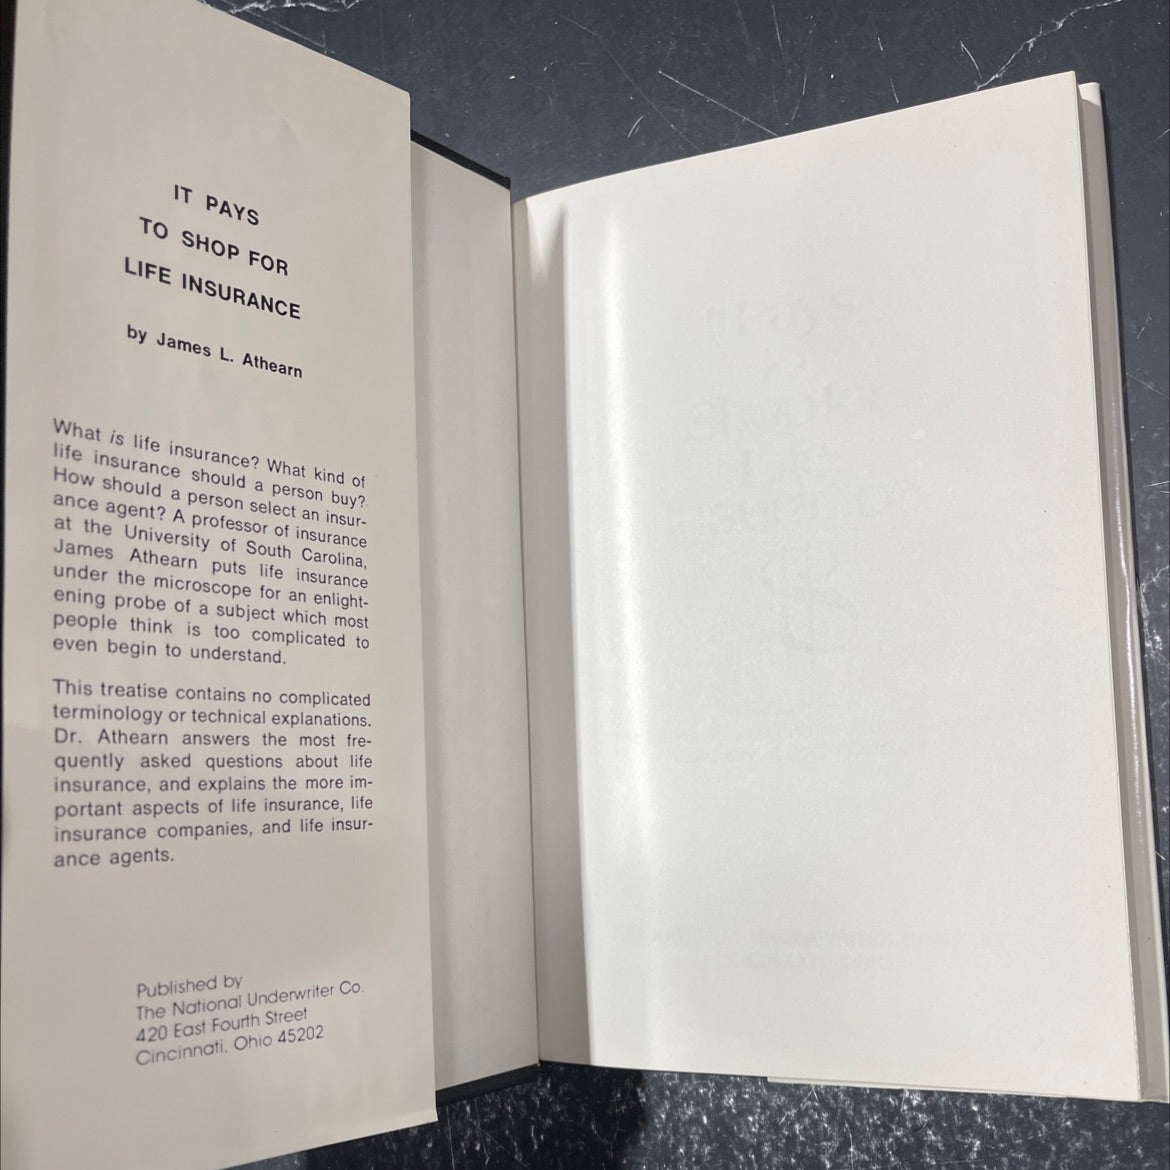 IT PAYS
TO SHOP FOR
LIFE INSURANCE
by James L. Athearn
What is life insurance? What kind of
life insurance should a person buy?
How should a person select an insur-
ance agent? A professor of insurance
at the University of South Carolina,
James Athearn puts life insurance
under the microscope for an enlight-
ening probe of a subject which most
people think is too complicated to
even begin to understand.
This treatise contains no complicated
terminology or technical explanations.
Dr. Athearn answers the most fre-
quently asked questions about life
insurance, and explains the more im-
portant aspects of life insurance, life
insurance companies, and life insur-
ance agents.
Published by
The National Underwriter Co.
420 East Fourth Street
Cincinnati, Ohio 45202